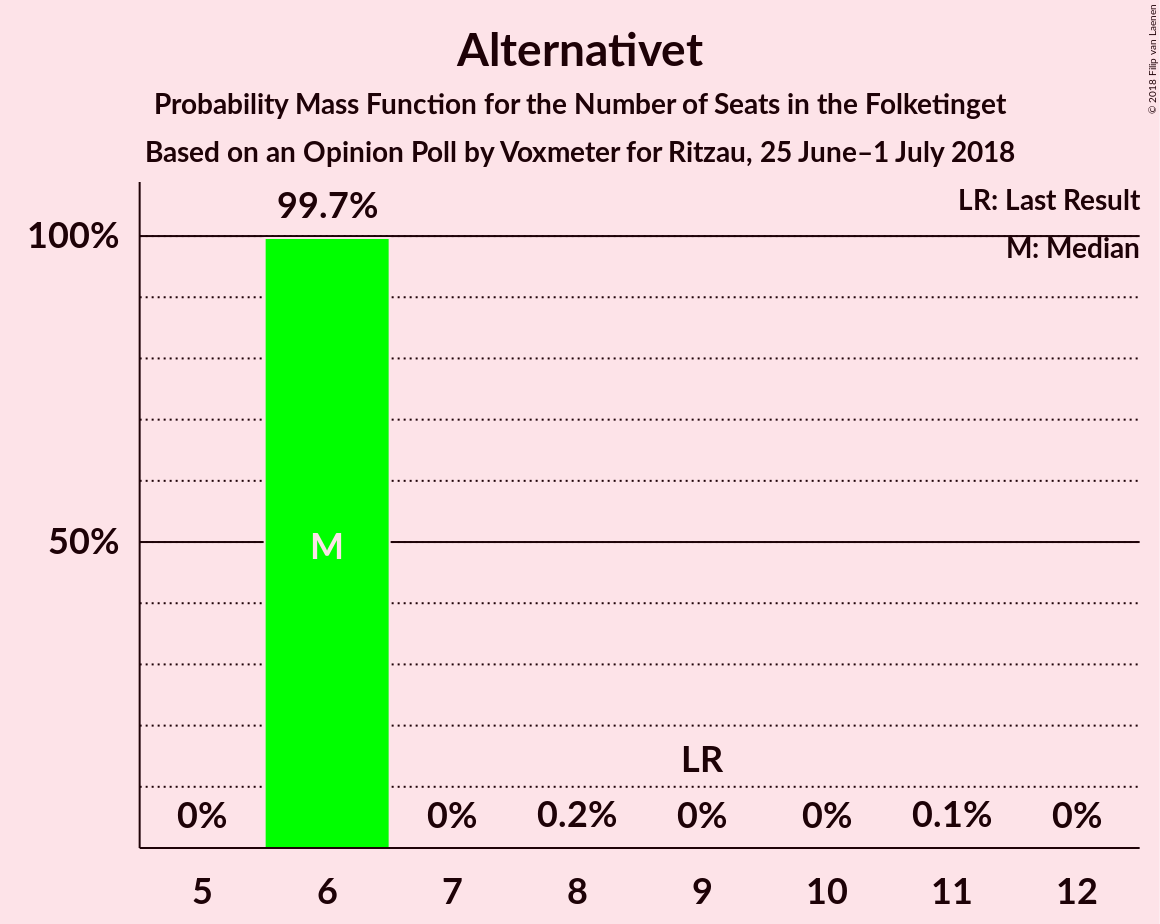 Alternativet
Probability Mass Function for the Number of Seats in the Folketinget
Based on an Opinion Poll by Voxmeter for Ritzau, 25 June–1 July 2018
© 2018 Filip van Laenen
LR: Last Result
M: Median
99.7%
100%
50%
M
LR
0% 0% 0.2% 0% 0% 0.1% 0%
5 6 7 8 9 10 11 12